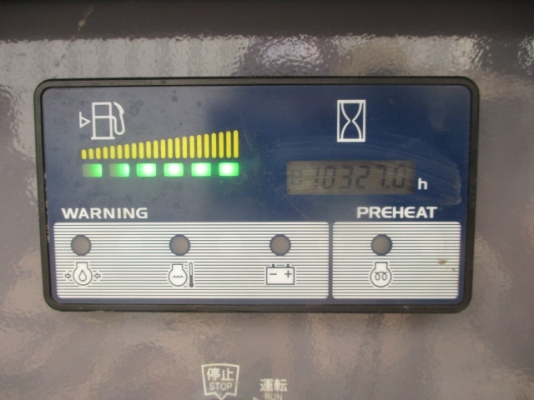 10327.0 h
WARNING PREHEAT
停止 運転
STOP RUN